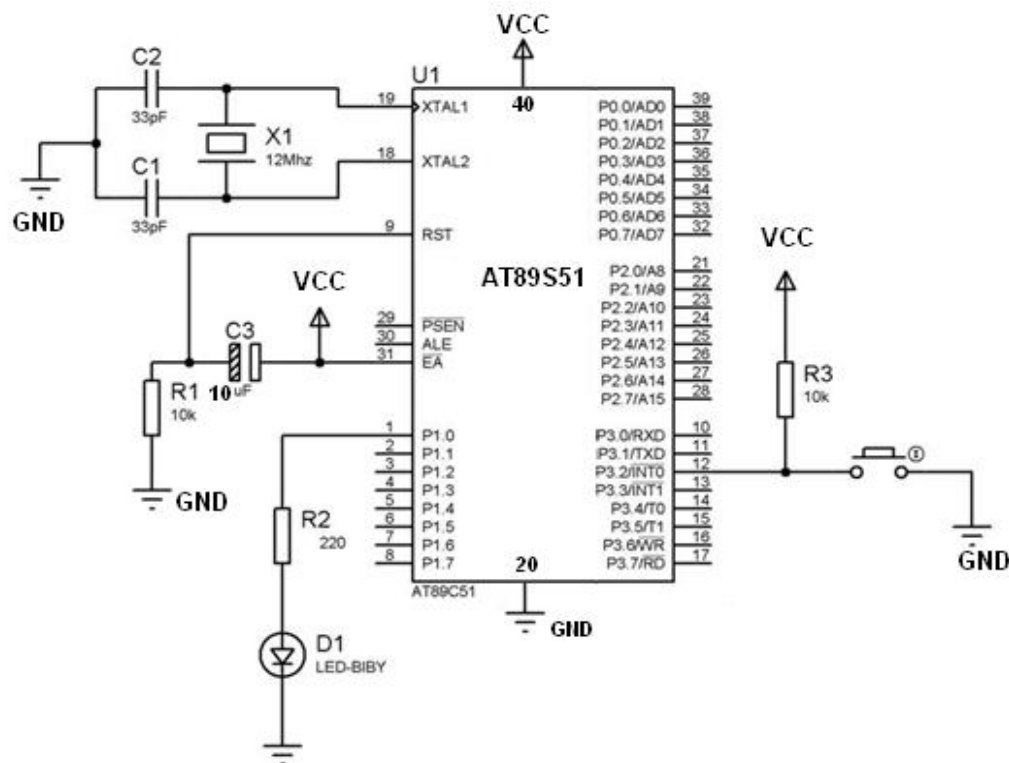 VCC
C2
33pF
X1
12Mhz
C1
33pF
GND
U1
40
19 XTAL1
18 XTAL2
9 RST
29 PSEN
30 ALE
31 EA
1 P1.0
2 P1.1
3 P1.2
4 P1.3
5 P1.4
6 P1.5
7 P1.6
8 P1.7
AT89S51
20
AT89C51
GND
P0.0/AD0 39
P0.1/AD1 38
P0.2/AD2 37
P0.3/AD3 36
P0.4/AD4 35
P0.5/AD5 34
P0.6/AD6 33
P0.7/AD7 32
P2.0/A8 21
P2.1/A9 22
P2.2/A10 23
P2.3/A11 24
P2.4/A12 25
P2.5/A13 26
P2.6/A14 27
P2.7/A15 28
P3.0/RXD 10
P3.1/TXD 11
P3.2/INT0 12
P3.3/INT1 13
P3.4/T0 14
P3.5/T1 15
P3.6/WR 16
P3.7/RD 17
VCC
C3
10 uF
R1
10k
GND
R2
220
D1
LED-BIBY
VCC
R3
10k
GND